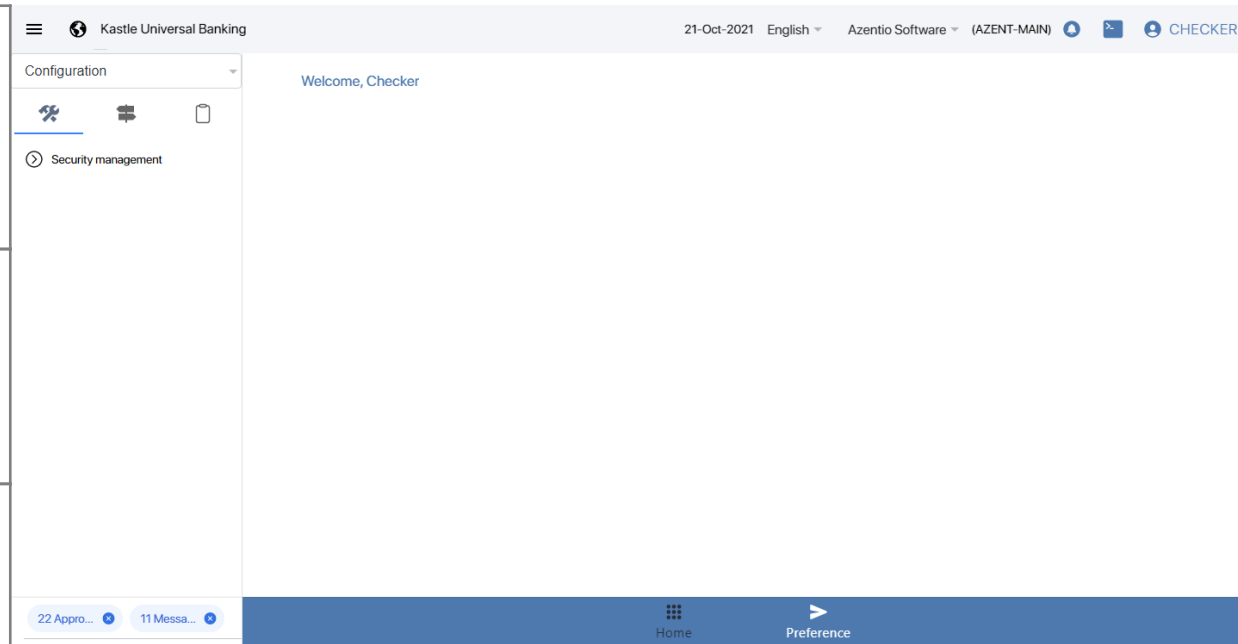 Kastle Universal Banking
21-Oct-2021 English Azentio Software (AZENT-MAIN) CHECKER
Configuration
Welcome, Checker
Security management
22 Appro... 11 Messa...
Home Preference